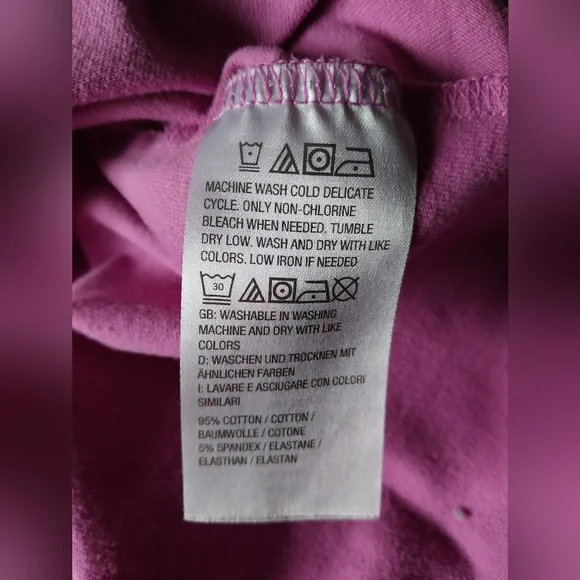 MACHINE WASH COLD DELICATE
CYCLE. ONLY NON-CHLORINE
BLEACH WHEN NEEDED. TUMBLE
DRY LOW. WASH AND DRY WITH LIKE
COLORS. LOW IRON IF NEEDED
30
GB: WASHABLE IN WASHING
MACHINE AND DRY WITH LIKE
COLORS
D: WASCHEN UND TROCKNEN MIT
ÄHNLICHEN FARBEN
I: LAVARE E ASCIUGARE CON COLORI
SIMILARI
95% COTTON / COTTON /
BAUMWOLLE / COTONE
5% SPANDEX / ELASTANE /
ELASTHAN / ELASTAN